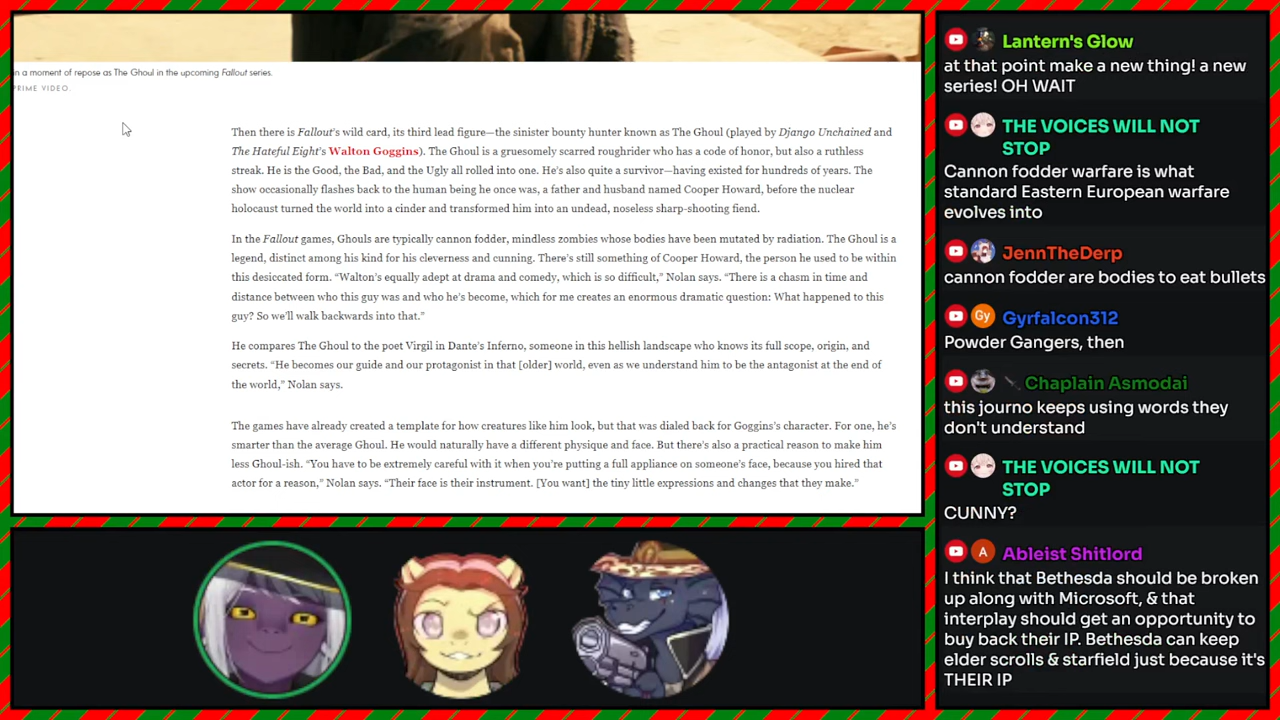 n a moment of repose as The Ghoul in the upcoming Fallout series.
PRIME VIDEO.
Then there is Fallout's wild card, its third lead figure—the sinister bounty hunter known as The Ghoul (played by Django Unchained and
The Hateful Eight's Walton Goggins). The Ghoul is a gruesomely scarred roughrider who has a code of honor, but also a ruthless
streak. He is the Good, the Bad, and the Ugly all rolled into one. He's also quite a survivor—having existed for hundreds of years. The
show occasionally flashes back to the human being he once was, a father and husband named Cooper Howard, before the nuclear
holocaust turned the world into a cinder and transformed him into an undead, noseless sharp-shooting fiend.
In the Fallout games, Ghouls are typically cannon fodder, mindless zombies whose bodies have been mutated by radiation. The Ghoul is a
legend, distinct among his kind for his cleverness and cunning. There's still something of Cooper Howard, the person he used to be within
this desiccated form. “Walton's equally adept at drama and comedy, which is so difficult,” Nolan says. “There is a chasm in time and
distance between who this guy was and who he's become, which for me creates an enormous dramatic question: What happened to this
guy? So we'll walk backwards into that.”
He compares The Ghoul to the poet Virgil in Dante's Inferno, someone in this hellish landscape who knows its full scope, origin, and
secrets. “He becomes our guide and our protagonist in that [older] world, even as we understand him to be the antagonist at the end of
the world,” Nolan says.
The games have already created a template for how creatures like him look, but that was dialed back for Goggins's character. For one, he's
smarter than the average Ghoul. He would naturally have a different physique and face. But there's also a practical reason to make him
less Ghoul-ish. “You have to be extremely careful with it when you're putting a full appliance on someone's face, because you hired that
actor for a reason,” Nolan says. “Their face is their instrument. [You want] the tiny little expressions and changes that they make.”
Lantern's Glow
at that point make a new thing! a new
series! OH WAIT
THE VOICES WILL NOT
STOP
Cannon fodder warfare is what
standard Eastern European warfare
evolves into
JennTheDerp
cannon fodder are bodies to eat bullets
Gy
Gyrfalcon312
Powder Gangers, then
Chaplain Asmodai
this journo keeps using words they
don't understand
THE VOICES WILL NOT
STOP
CUNNY?
A
Ableist Shitlord
I think that Bethesda should be broken
up along with Microsoft, & that
interplay should get an opportunity to
buy back their IP. Bethesda can keep
elder scrolls & starfield just because it's
THEIR IP